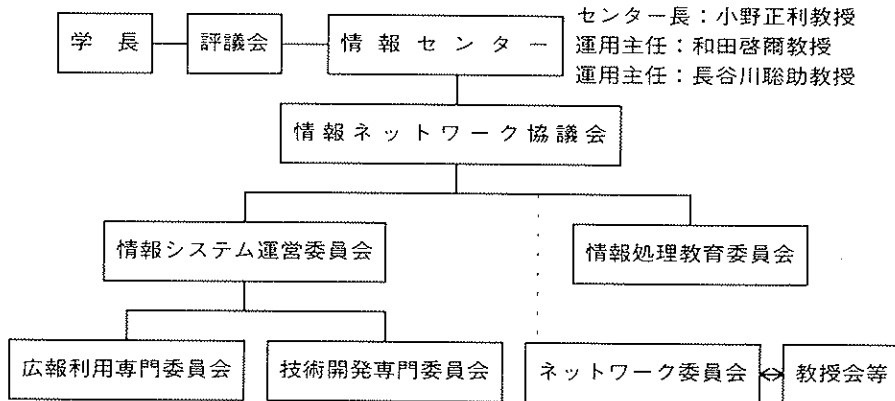 学長
評議会
情報センター
センター長：小野正利教授
運用主任：和田啓爾教授
運用主任：長谷川聡助教授
情報ネットワーク協議会
情報システム運営委員会
情報処理教育委員会
広報利用専門委員会
技術開発専門委員会
ネットワーク委員会
教授会等